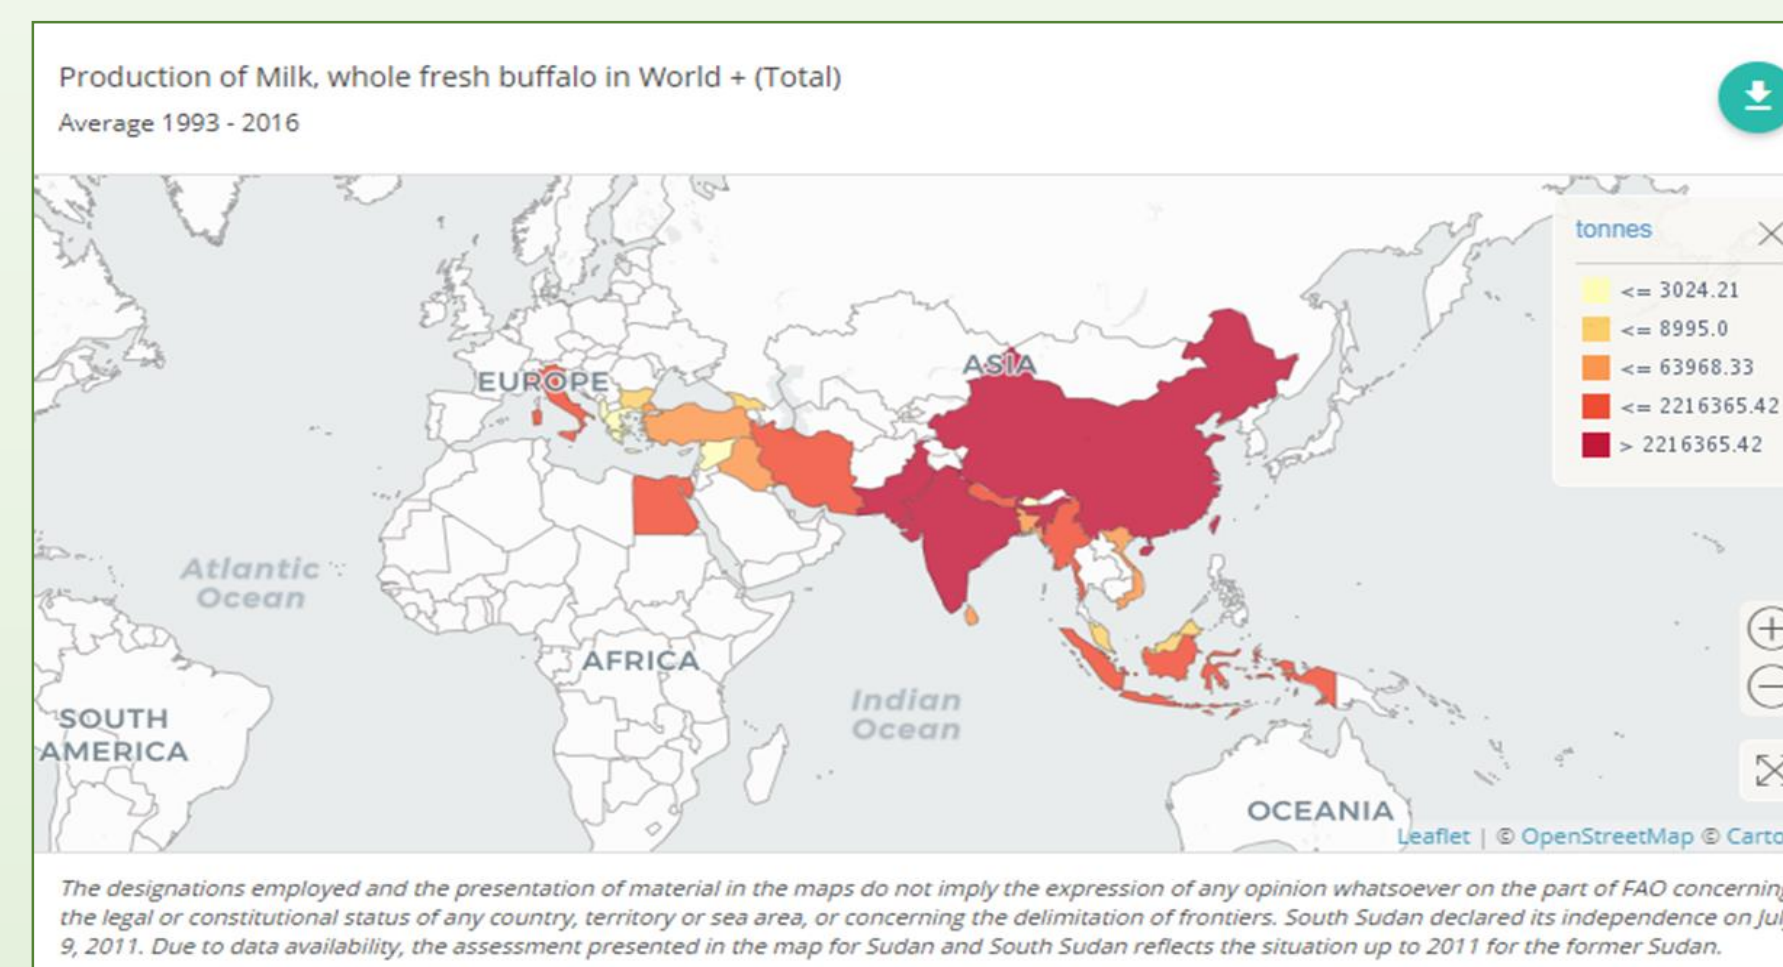 Production of Milk, whole fresh buffalo in World + (Total)
Average 1993 - 2016
tonnes
<= 3024.21
<= 8995.0
<= 63968.33
<= 2216365.42
> 2216365.42
ASIA
EUROPE
Atlantic
Ocean
AFRICA
Indian
Ocean
SOUTH
AMERICA
OCEANIA
Leaflet | © OpenStreetMap © Carto
The designations employed and the presentation of material in the maps do not imply the expression of any opinion whatsoever on the part of FAO concerning
the legal or constitutional status of any country, territory or sea area, or concerning the delimitation of frontiers. South Sudan declared its independence on Jul
9, 2011. Due to data availability, the assessment presented in the map for Sudan and South Sudan reflects the situation up to 2011 for the former Sudan.